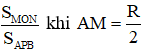 S_MON/S_APB khi AM = R/2